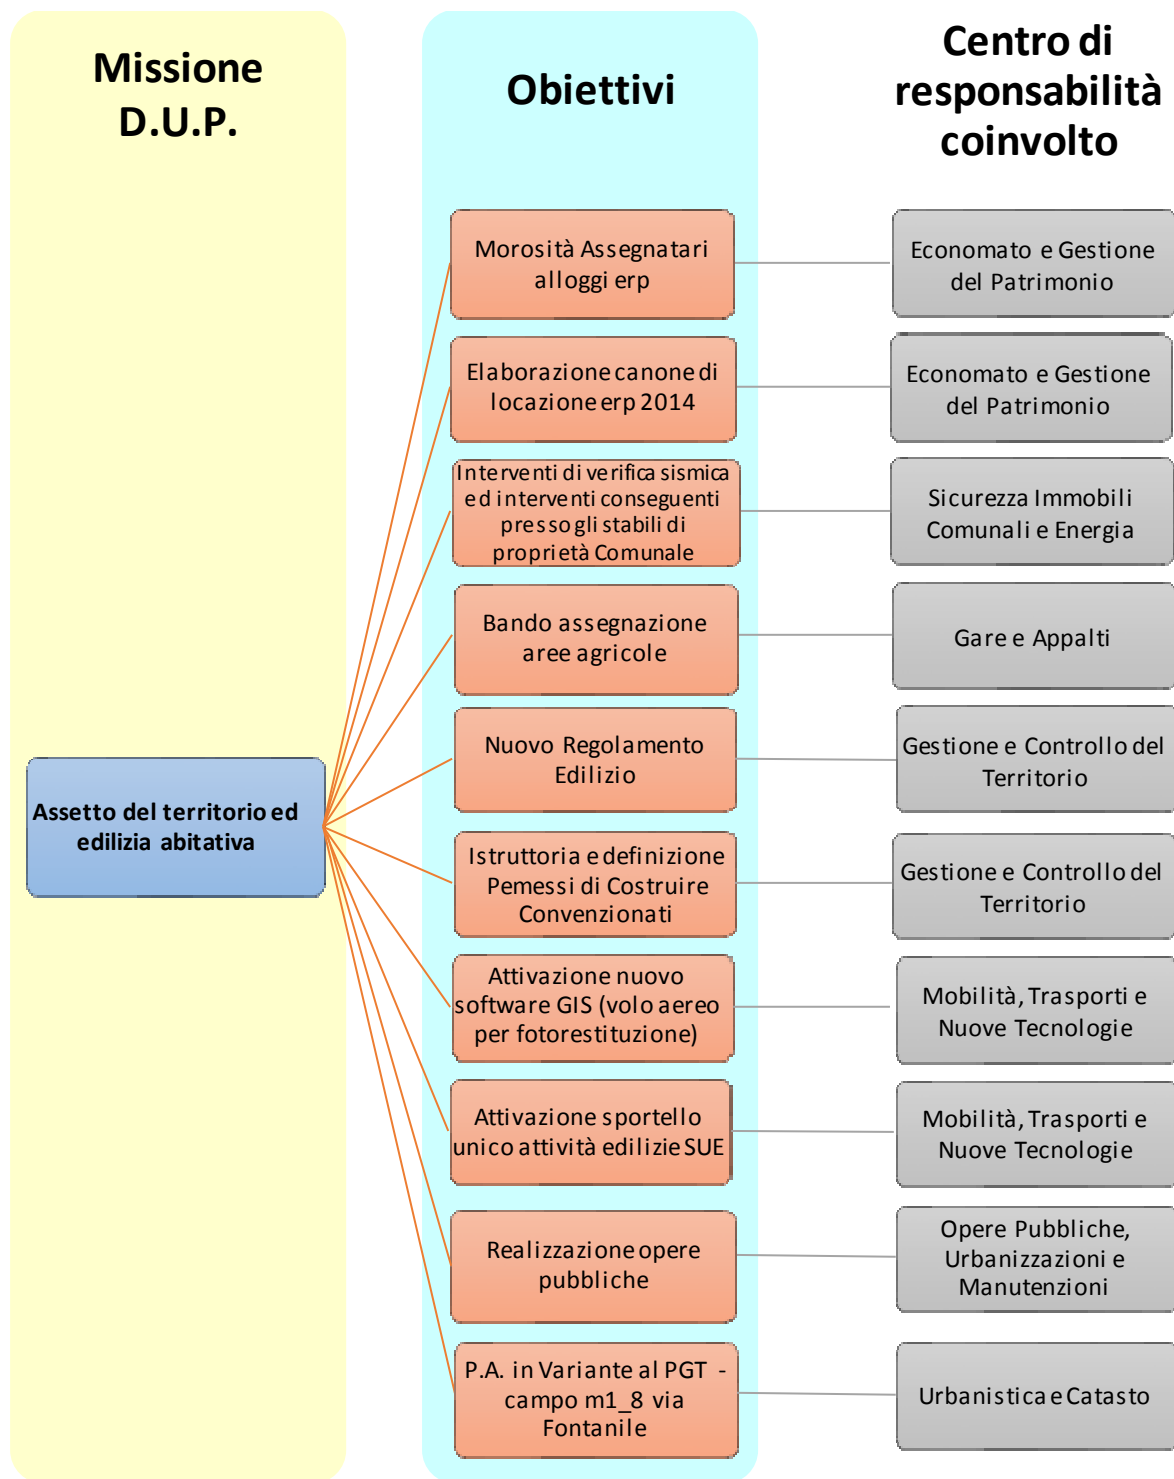 Missione
D.U.P.
Obiettivi
Centro di
responsabilità
coinvolto
Assetto del territorio ed
edilizia abitativa
Morosità Assegnatari
alloggi erp
Economato e Gestione
del Patrimonio
Elaborazione canone di
locazione erp 2014
Economato e Gestione
del Patrimonio
Interventi di verifica sismica
ed interventi conseguenti
presso gli stabili di
proprietà Comunale
Sicurezza Immobili
Comunali e Energia
Bando assegnazione
aree agricole
Gare e Appalti
Nuovo Regolamento
Edilizio
Gestione e Controllo del
Territorio
Istruttoria e definizione
Pemessi di Costruire
Convenzionati
Gestione e Controllo del
Territorio
Attivazione nuovo
software GIS (volo aereo
per fotorestituzione)
Mobilità, Trasporti e
Nuove Tecnologie
Attivazione sportello
unico attività edilizie SUE
Mobilità, Trasporti e
Nuove Tecnologie
Realizzazione opere
pubbliche
Opere Pubbliche,
Urbanizzazioni e
Manutenzioni
P.A. in Variante al PGT -
campo m1_8 via
Fontanile
Urbanistica e Catasto